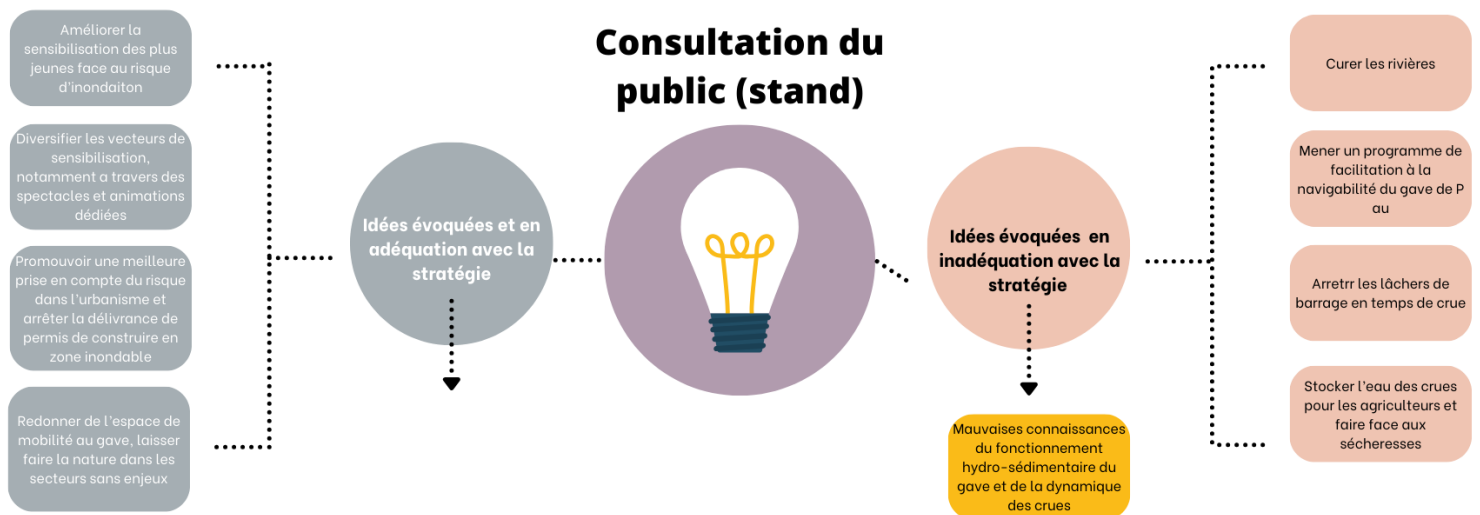 Consultation du
public (stand)
Améliorer la
sensibilisation des plus
jeunes face au risque
d'inondaiton
Diversifier les vecteurs de
sensibilisation,
notamment a travers des
spectacles et animations
dédiées
Promouvoir une meilleure
prise en compte du risque
dans l'urbanisme et
arrêter la délivrance de
permis de construire en
zone inondable
Redonner de l'espace de
mobilité au gave, laisser
faire la nature dans les
secteurs sans enjeux
Idées évoquées et en
adéquation avec la
stratégie
Idées évoquées en
inadéquation avec la
stratégie
Mauvaises connaissances
du fonctionnement
hydro-sédimentaire du
gave et de la dynamique
des crues
Curer les rivières
Mener un programme de
facilitation à la
navigabilité du gave de P
au
Arretrr les lâchers de
barrage en temps de crue
Stocker l'eau des crues
pour les agriculteurs et
faire face aux
sécheresses